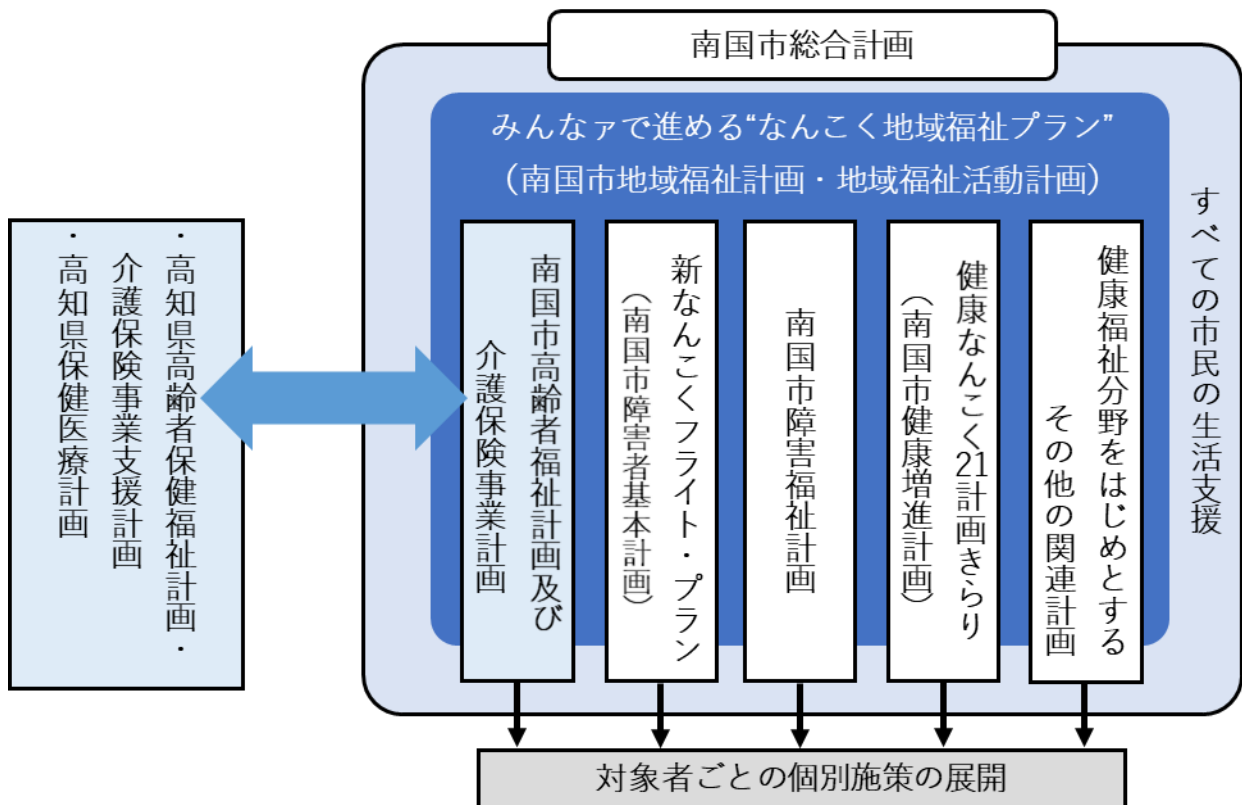 南国市総合計画
みんなァで進める“なんこく地域福祉プラン”
(南国市地域福祉計画・地域福祉活動計画)
すべての市民の生活支援
健康福祉分野をはじめとする
その他の関連計画
健康なんこく21計画きらり
(南国市健康増進計画)
南国市障害福祉計画
新なんこくフライト・プラン
(南国市障害者基本計画)
南国市高齢者福祉計画及び
介護保険事業計画
・高知県高齢者保健福祉計画・
介護保険事業支援計画
・高知県保健医療計画
対象者ごとの個別施策の展開